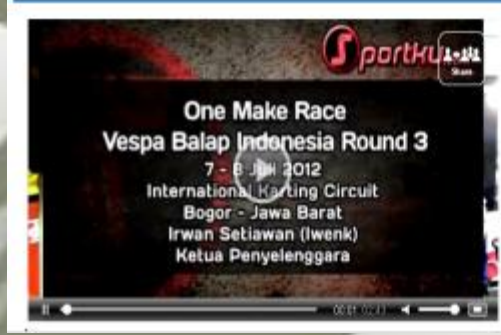 Sportku
Share
One Make Race
Vespa Balap Indonesia Round 3
7 - 8 Juli 2012
International Karting Circuit
Bogor - Jawa Barat
Irwan Setiawan (Iwenk)
Ketua Penyelenggara